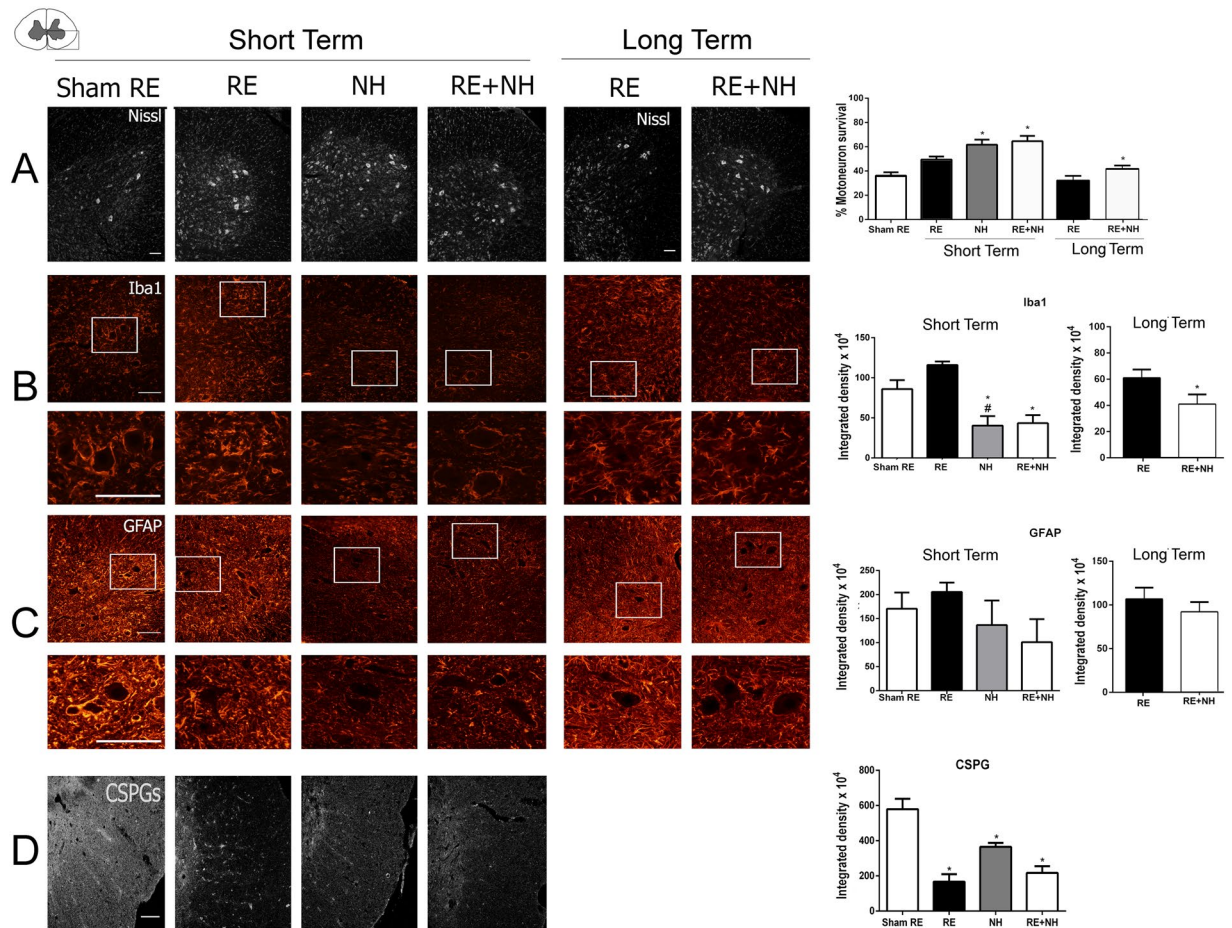 Short Term
Long Term
Sham RE
RE
NH
RE+NH
RE
RE+NH
A
Nissl
Nissl
% Motoneuron survival
100
80
60
40
20
0
*
*
*
Sham RE
RE
NH
RE+NH
RE
RE+NH
Short Term
Long Term
B
Iba1
Iba1
Short Term
Integrated density x 10⁴
150
100
50
0
*
#
*
Sham RE
RE
NH
RE+NH
Long Term
Integrated density x 10⁴
100
80
60
40
20
0
*
RE
RE+NH
C
GFAP
GFAP
Short Term
Integrated density x 10⁴
250
200
150
100
50
0
Sham RE
RE
NH
RE+NH
Long Term
Integrated density x 10⁴
150
100
50
0
RE
RE+NH
D
CSPGs
CSPG
Integrated density x 10⁴
800
600
400
200
0
*
*
*
Sham RE
RE
NH
RE+NH